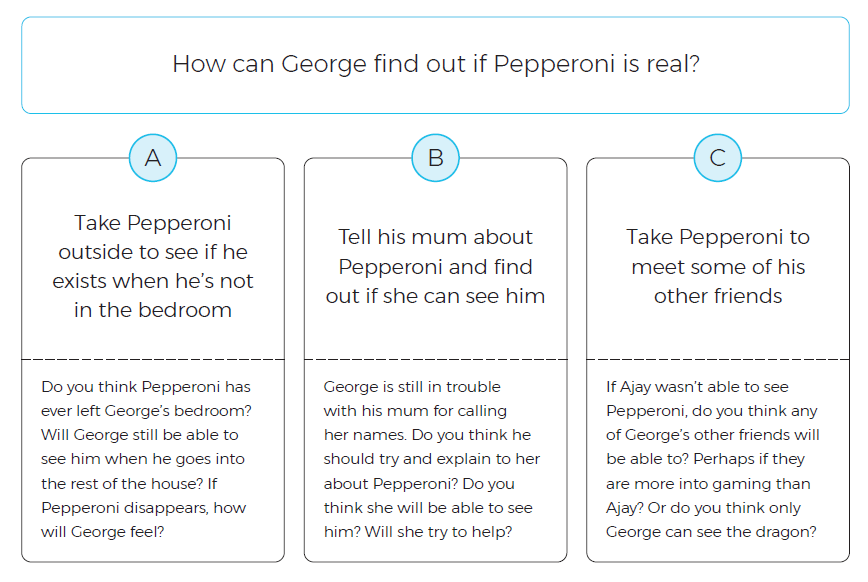 How can George find out if Pepperoni is real?
A
Take Pepperoni
outside to see if he
exists when he’s not
in the bedroom
Do you think Pepperoni has
ever left George’s bedroom?
Will George still be able to
see him when he goes into
the rest of the house? If
Pepperoni disappears, how
will George feel?
B
Tell his mum about
Pepperoni and find
out if she can see him
George is still in trouble
with his mum for calling
her names. Do you think he
should try and explain to her
about Pepperoni? Do you
think she will be able to see
him? Will she try to help?
C
Take Pepperoni to
meet some of his
other friends
If Ajay wasn’t able to see
Pepperoni, do you think any
of George’s other friends will
be able to? Perhaps if they
are more into gaming than
Ajay? Or do you think only
George can see the dragon?